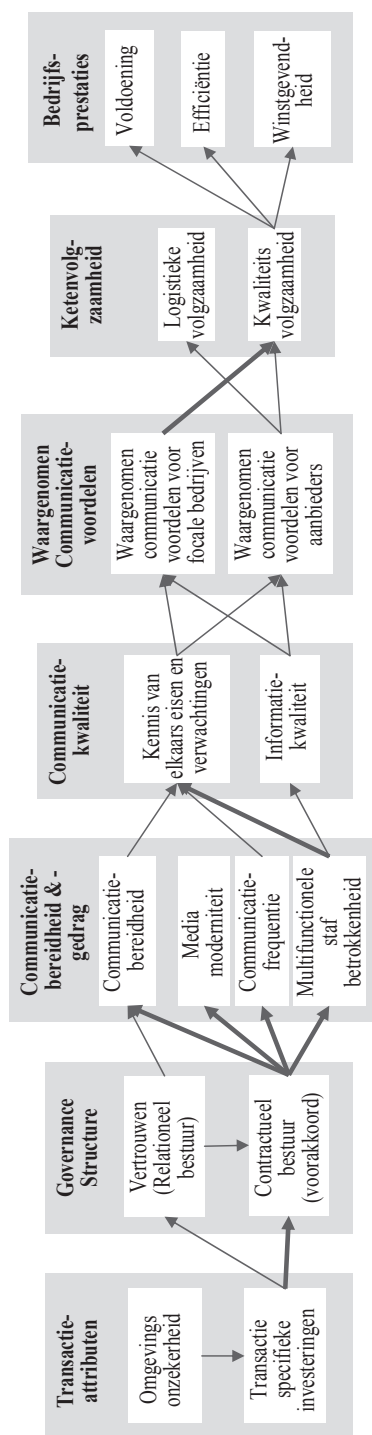 Transactie-
attributen
Omgevings
onzekerheid
Transactie
specifieke
investeringen
Governance
Structure
Vertrouwen
(Relationeel
bestuur)
Contractueel
bestuur
(voorakkoord)
Communicatie-
bereidheid & -
gedrag
Communicatie-
bereidheid
Media
moderniteit
Communicatie-
frequentie
Multifunctionele
staf
betrokkenheid
Communicatie-
kwaliteit
Kennis van
elkaars eisen en
verwachtingen
Informatie-
kwaliteit
Waargenomen
Communicatie-
voordelen
Waargenomen
communicatie
voordelen voor
focale bedrijven
Waargenomen
communicatie
voordelen voor
aanbieders
Ketenvolg-
zaamheid
Logistieke
volgzaamheid
Kwaliteits
volgzaamheid
Bedrijfs-
prestaties
Voldoening
Efficiëntie
Winstgevend-
heid